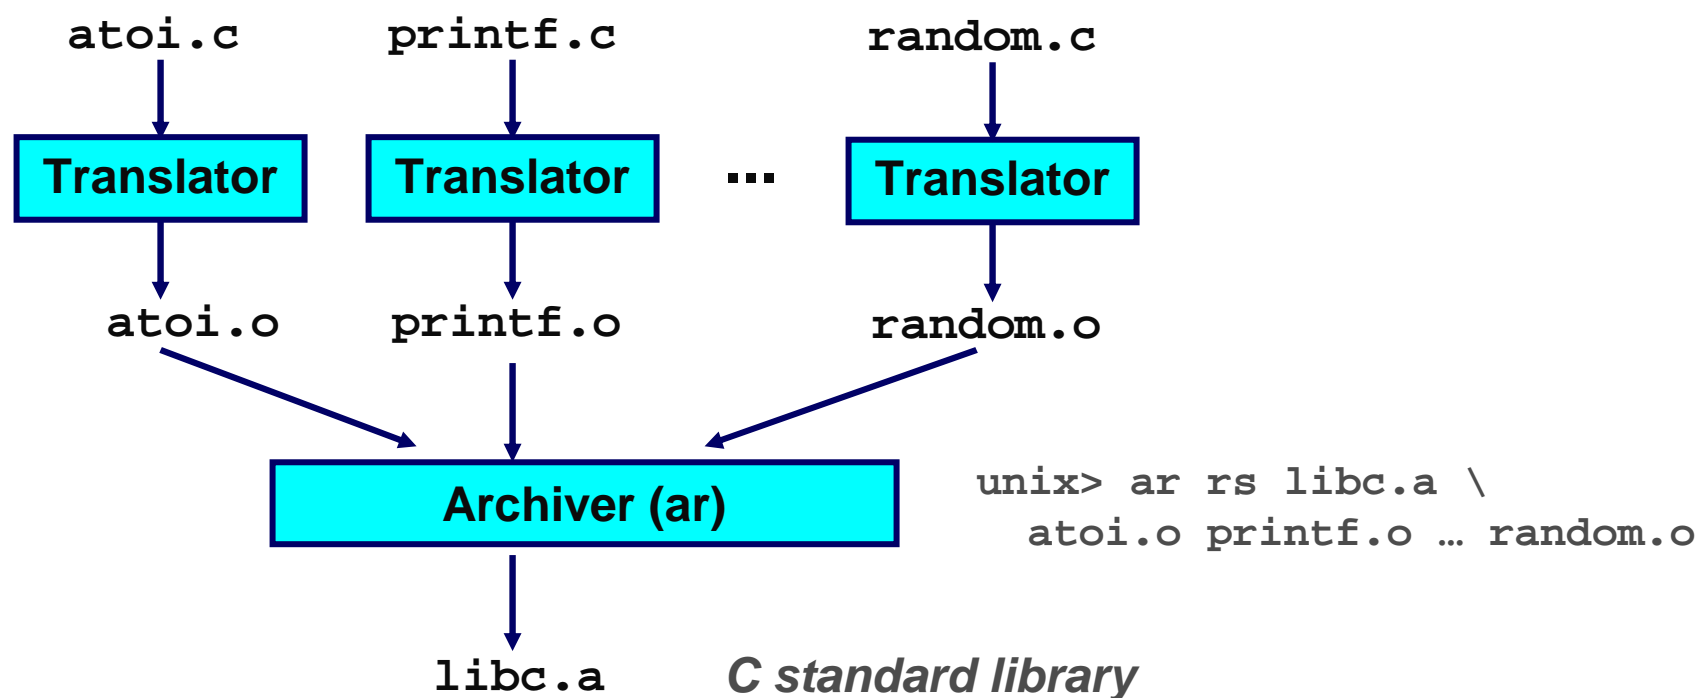 atoi.c printf.c random.c
Translator Translator ... Translator
atoi.o printf.o random.o
Archiver (ar)
unix> ar rs libc.a \
atoi.o printf.o … random.o
libc.a C standard library